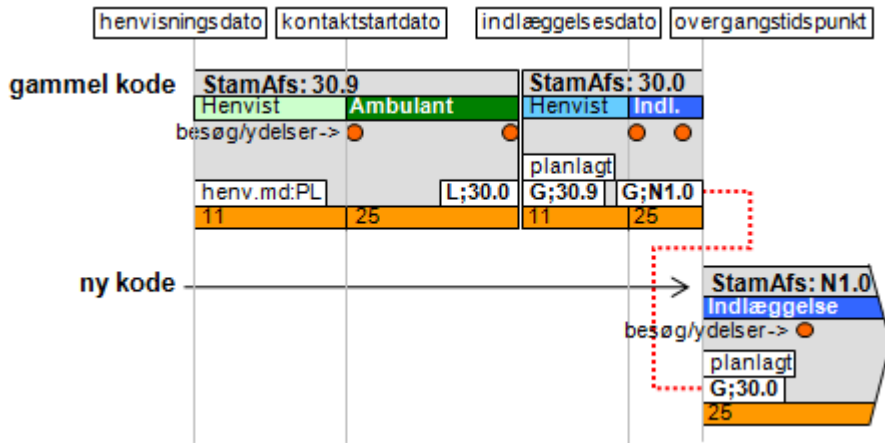 henvisningsdato kontaktstartdato indlæggelsesdato overgangstidspunkt
gammel kode StamAfs: 30.9 StamAfs: 30.0
Henvist Ambulant Henvist Indl.
besøg/ydelser->
planlagt
henv.md:PL L;30.0 G;30.9 G;N1.0
11 25 11 25
ny kode StamAfs: N1.0
Indlæggelse
besøg/ydelser->
planlagt
G;30.0
25